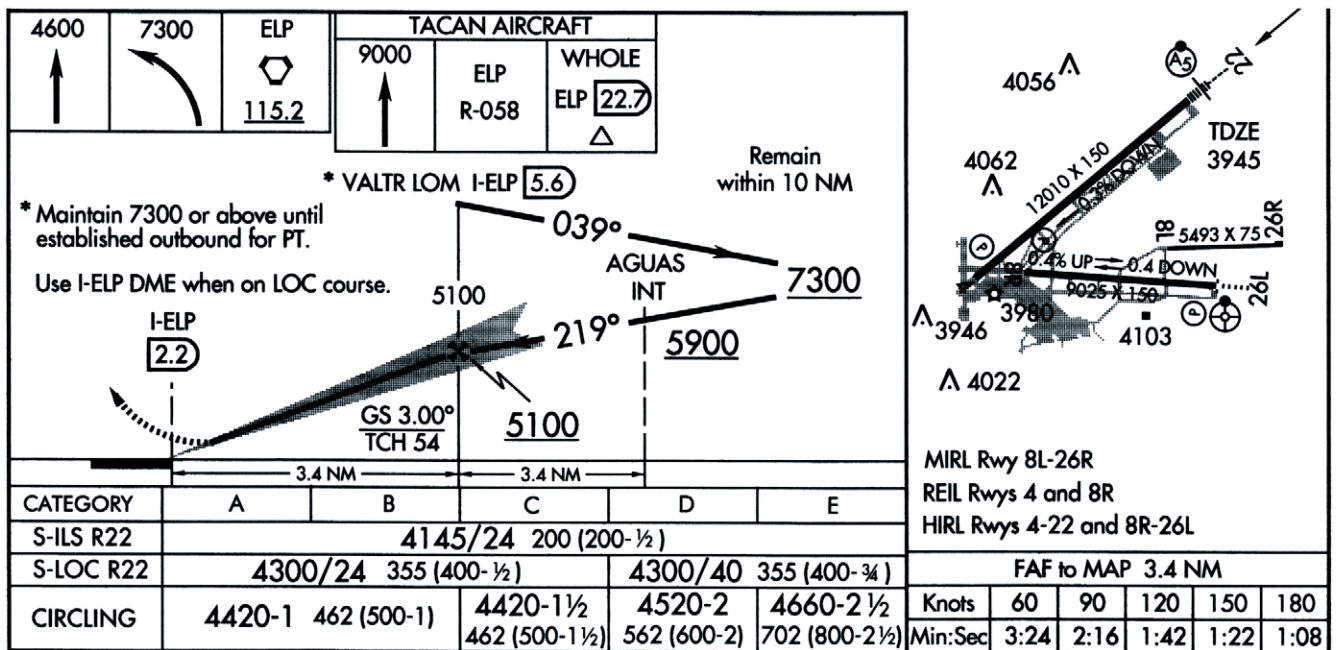 4600
7300
ELP
115.2
TACAN AIRCRAFT
9000
ELP
R-058
WHOLE
ELP 22.7
* VALTR LOM I-ELP 5.6
Remain
within 10 NM
* Maintain 7300 or above until
established outbound for PT.
Use I-ELP DME when on LOC course.
039°
AGUAS
INT
7300
5100
219°
5900
I-ELP
2.2
GS 3.00°
TCH 54
5100
3.4 NM
3.4 NM
CATEGORY A B C D E
S-ILS R22 4145/24 200 (200-½)
S-LOC R22 4300/24 355 (400-½) 4300/40 355 (400-¾)
CIRCLING 4420-1 462 (500-1) 4420-1½ 4520-2 4660-2½
462 (500-1½) 562 (600-2) 702 (800-2½)
4056
A5
22
TDZE
3945
4062
12010 X 150
0.3% DOWN
P
8L
5493 X 75
26R
0.4% UP
0.4 DOWN
8R
9025 X 150
26L
3946
3980
P
4103
4022
MIRL Rwy 8L-26R
REIL Rwys 4 and 8R
HIRL Rwys 4-22 and 8R-26L
FAF to MAP 3.4 NM
Knots 60 90 120 150 180
Min:Sec 3:24 2:16 1:42 1:22 1:08